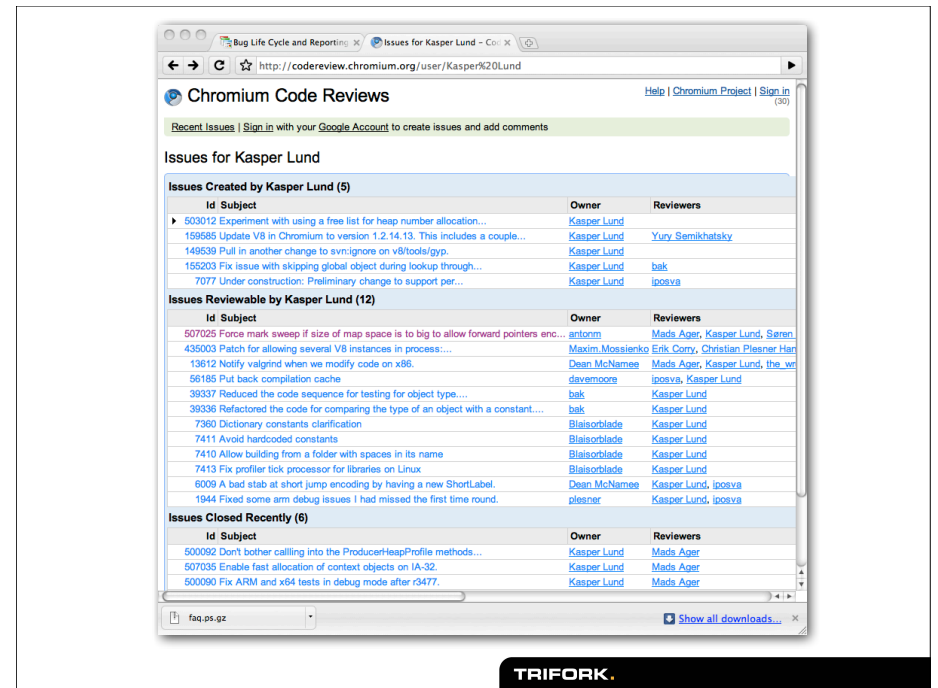 Bug Life Cycle and Reporting
Issues for Kasper Lund – Co
http://codereview.chromium.org/user/Kasper%20Lund
Chromium Code Reviews
Help | Chromium Project | Sign in
(30)
Recent Issues | Sign in with your Google Account to create issues and add comments
Issues for Kasper Lund
Issues Created by Kasper Lund (5)
Id Subject Owner Reviewers
503012 Experiment with using a free list for heap number allocation... Kasper Lund
159585 Update V8 in Chromium to version 1.2.14.13. This includes a couple... Kasper Lund Yury Semikhatsky
149539 Pull in another change to svn:ignore on v8/tools/gyp. Kasper Lund
155203 Fix issue with skipping global object during lookup through... Kasper Lund bak
7077 Under construction: Preliminary change to support per... Kasper Lund iposva
Issues Reviewable by Kasper Lund (12)
Id Subject Owner Reviewers
507025 Force mark sweep if size of map space is to big to allow forward pointers enc... antonm Mads Ager, Kasper Lund, Søren
435003 Patch for allowing several V8 instances in process:... Maxim.Mossienko Erik Corry, Christian Plesner Han
13612 Notify valgrind when we modify code on x86. Dean McNamee Mads Ager, Kasper Lund, the_wr
56185 Put back compilation cache davemoore iposva, Kasper Lund
39337 Reduced the code sequence for testing for object type.... bak Kasper Lund
39336 Refactored the code for comparing the type of an object with a constant.... bak Kasper Lund
7360 Dictionary constants clarification Blaisorblade Kasper Lund
7411 Avoid hardcoded constants Blaisorblade Kasper Lund
7410 Allow building from a folder with spaces in its name Blaisorblade Kasper Lund
7413 Fix profiler tick processor for libraries on Linux Blaisorblade Kasper Lund
6009 A bad stab at short jump encoding by having a new ShortLabel. Dean McNamee Kasper Lund, iposva
1944 Fixed some arm debug issues I had missed the first time round. plesner Kasper Lund, iposva
Issues Closed Recently (6)
Id Subject Owner Reviewers
500092 Don't bother callling into the ProducerHeapProfile methods... Kasper Lund Mads Ager
507035 Enable fast allocation of context objects on IA-32. Kasper Lund Mads Ager
500090 Fix ARM and x64 tests in debug mode after r3477. Kasper Lund Mads Ager
faq.ps.gz
Show all downloads...
TRIFORK.